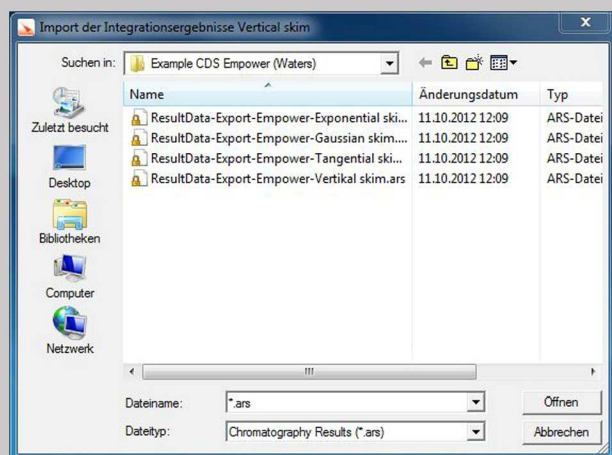 Import der Integrationsergebnisse Vertical skim
Suchen in: Example CDS Empower (Waters)
Name Änderungsdatum Typ
ResultData-Export-Empower-Exponential ski... 11.10.2012 12:09 ARS-Datei
ResultData-Export-Empower-Gaussian skim.... 11.10.2012 12:09 ARS-Datei
ResultData-Export-Empower-Tangential ski... 11.10.2012 12:09 ARS-Datei
ResultData-Export-Empower-Vertikal skim.ars 11.10.2012 12:09 ARS-Datei
Zuletzt besucht
Desktop
Bibliotheken
Computer
Netzwerk
Dateiname: *.ars Öffnen
Dateityp: Chromatography Results (*.ars) Abbrechen